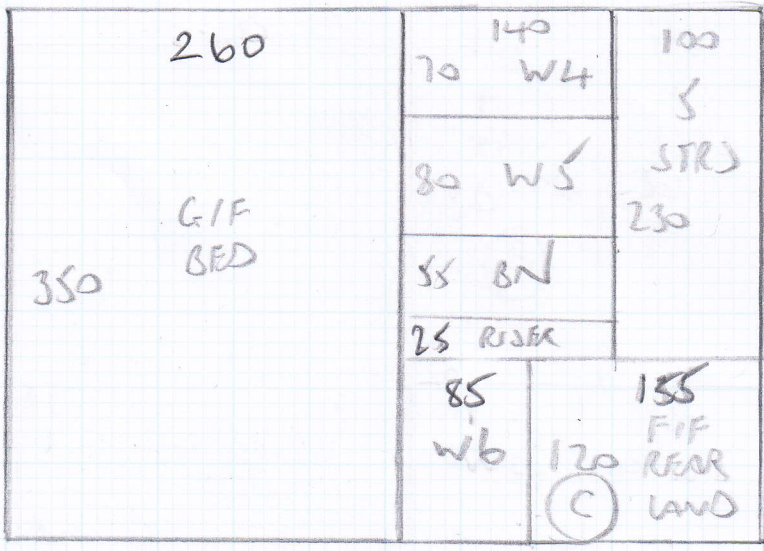 260
G/F
BED
350
140
70 W4
80 W5
55 BN
25 RISER
100
5
STRS
230
85
W6
155
F/F
120 REAR
C LAND